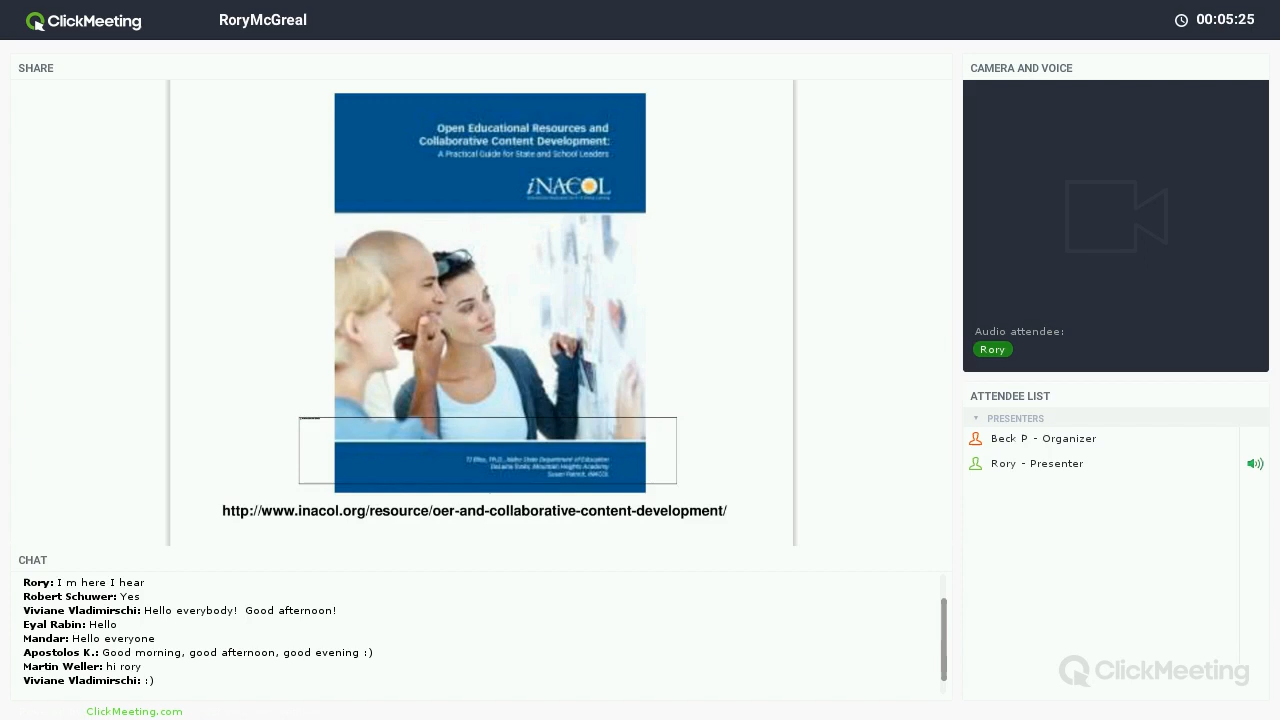 ClickMeeting
RoryMcGreal
00:05:25
SHARE
Open Educational Resources and
Collaborative Content Development:
A Practical Guide for State and School Leaders
iNACOL
Susan Patrick, iNACOL
http://www.inacol.org/resource/oer-and-collaborative-content-development/
CHAT
Rory: I m here I hear
Robert Schuwer: Yes
Viviane Vladimirschi: Hello everybody!  Good afternoon!
Eyal Rabin: Hello
Mandar: Hello everyone
Apostolos K.: Good morning, good afternoon, good evening :)
Martin Weller: hi rory
Viviane Vladimirschi: :)
ClickMeeting.com
CAMERA AND VOICE
Audio attendee:
Rory
ATTENDEE LIST
PRESENTERS
Beck P - Organizer
Rory - Presenter
ClickMeeting